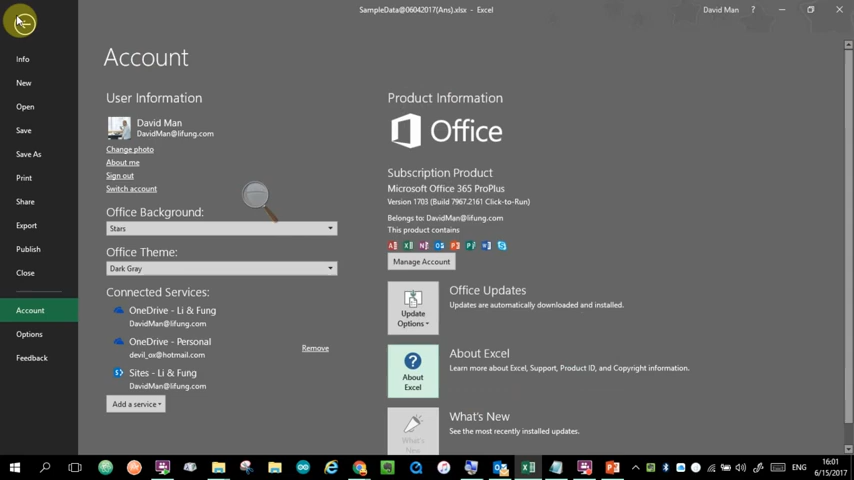 SampleData@06042017(Ans).xlsx - Excel
David Man
?
Info
New
Open
Save
Save As
Print
Share
Export
Publish
Close
Account
Options
Feedback
Account
User Information
David Man
DavidMan@lifung.com
Change photo
About me
Sign out
Switch account
Office Background:
Stars
Office Theme:
Dark Gray
Connected Services:
OneDrive - Li & Fung
DavidMan@lifung.com
OneDrive - Personal
devil_ox@hotmail.com
Remove
Sites - Li & Fung
DavidMan@lifung.com
Add a service
Product Information
Office
Subscription Product
Microsoft Office 365 ProPlus
Version 1703 (Build 7967.2161 Click-to-Run)
Belongs to: DavidMan@lifung.com
This product contains
Manage Account
Update
Options
Office Updates
Updates are automatically downloaded and installed.
About
Excel
About Excel
Learn more about Excel, Support, Product ID, and Copyright information.
What's
New
What's New
See the most recently installed updates.
ENG
16:01
6/15/2017